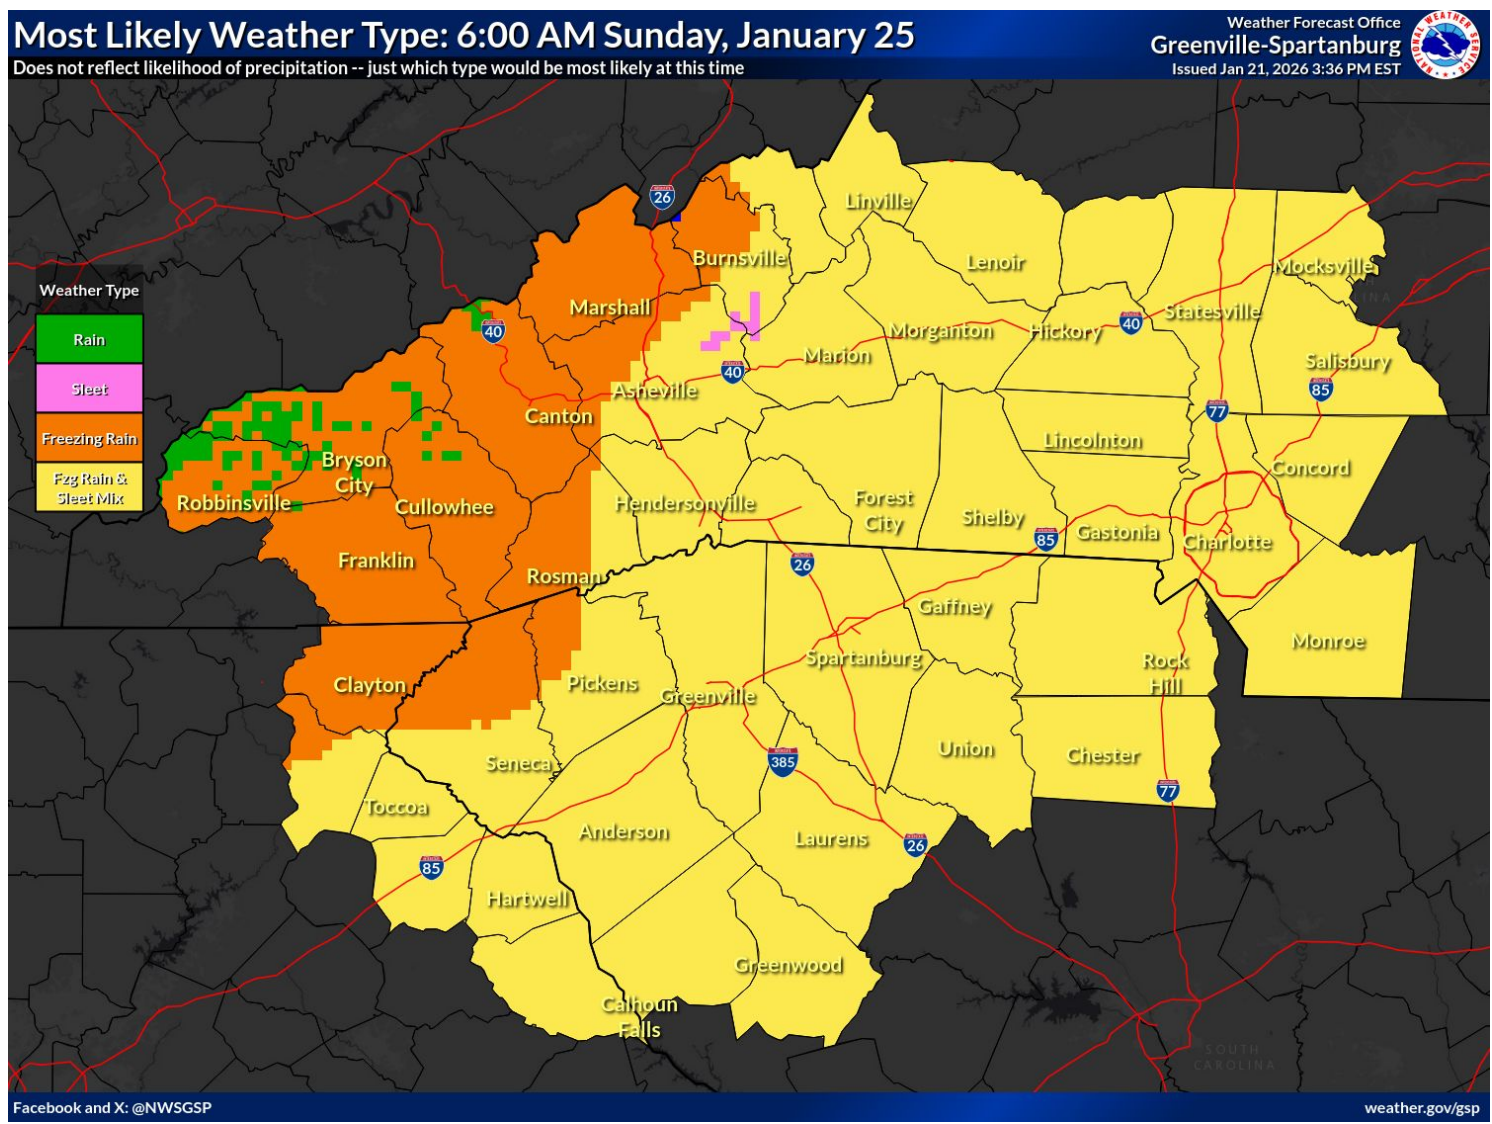 Most Likely Weather Type: 6:00 AM Sunday, January 25
Does not reflect likelihood of precipitation -- just which type would be most likely at this time
Weather Forecast Office
Greenville-Spartanburg
Issued Jan 21, 2026 3:36 PM EST
NATIONAL WEATHER SERVICE
Weather Type
Rain
Sleet
Freezing Rain
Fzg Rain &
Sleet Mix
26
Linville
Burnsville
Lenoir
Mocksville
Marshall
40
Morganton
Hickory
40
Statesville
Marion
Salisbury
40
Asheville
85
Canton
77
Lincolnton
Bryson
City
Concord
Robbinsville
Cullowhee
Hendersonville
Forest
City
Shelby
Gastonia
85
Charlotte
Franklin
Rosman
26
Gaffney
Monroe
Clayton
Pickens
Greenville
Spartanburg
Rock
Hill
Seneca
385
Union
Chester
77
Toccoa
Anderson
Laurens
26
85
Hartwell
Greenwood
Calhoun
Falls
SOUTH
CAROLINA
Facebook and X: @NWSGSP
weather.gov/gsp